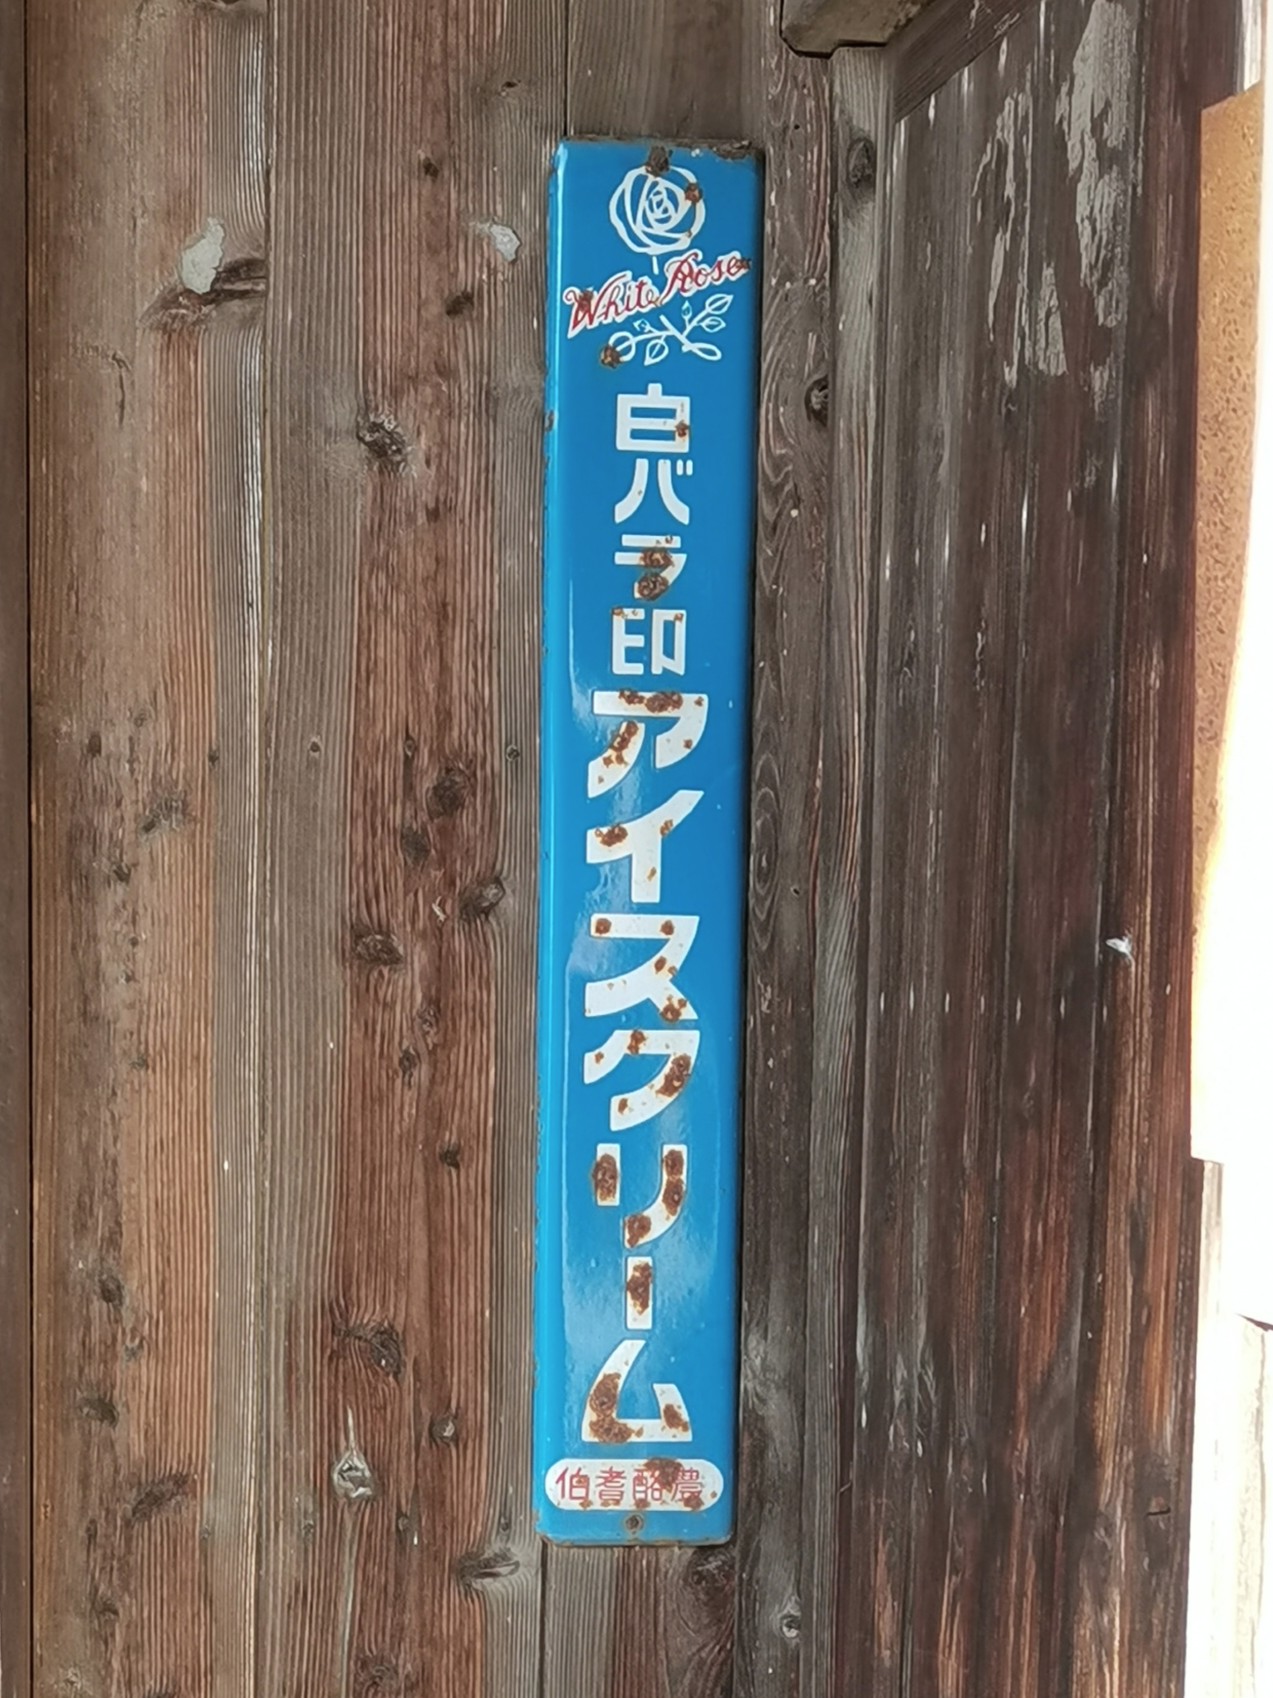 White Rose
白バラ印
アイスクリーム
伯耆酪農